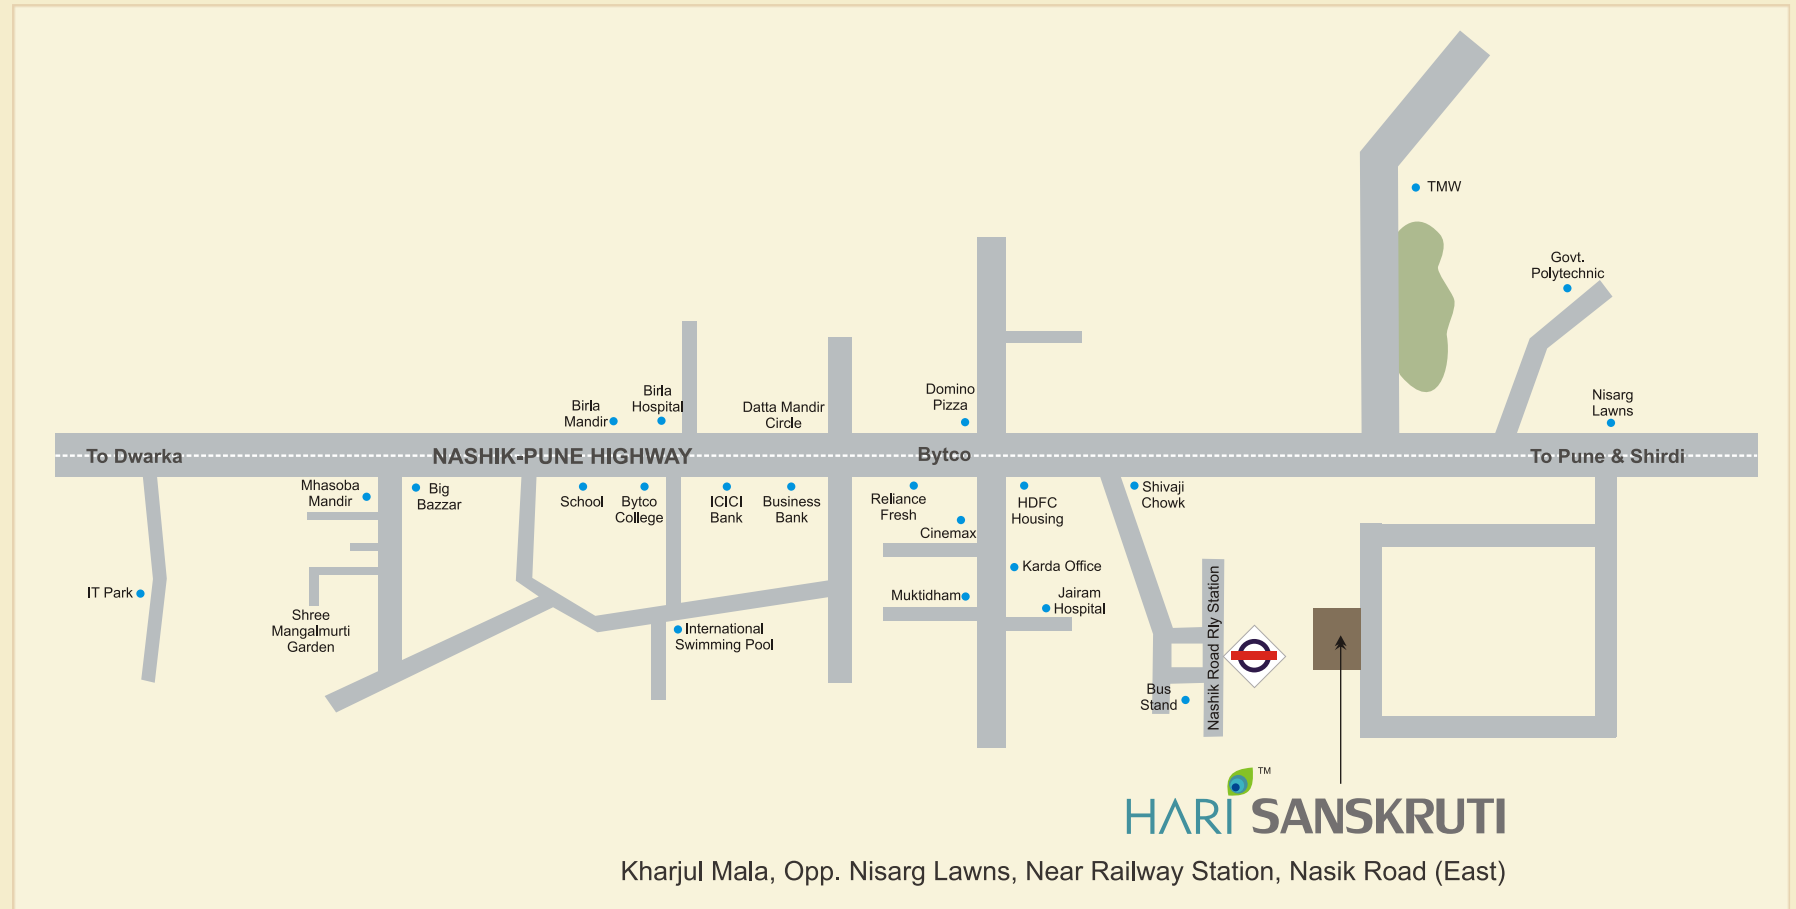 TMW
Govt.
Polytechnic
Birla
Mandir
Birla
Hospital
Datta Mandir
Circle
Domino
Pizza
Nisarg
Lawns
To Dwarka
NASHIK-PUNE HIGHWAY
Bytco
To Pune & Shirdi
Mhasoba
Mandir
Big
Bazzar
School
Bytco
College
ICICI
Bank
Business
Bank
Reliance
Fresh
Cinemax
HDFC
Housing
Shivaji
Chowk
IT Park
Shree
Mangalmurti
Garden
International
Swimming Pool
Muktidham
Karda Office
Jairam
Hospital
Nashik Road Rly Station
Bus
Stand
HARI SANSKRUTI TM
Kharjul Mala, Opp. Nisarg Lawns, Near Railway Station, Nasik Road (East)